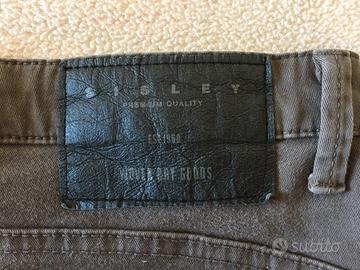 SISLEY
PREMIUM QUALITY
EST.1968
WOVEN DRY GOODS
subito